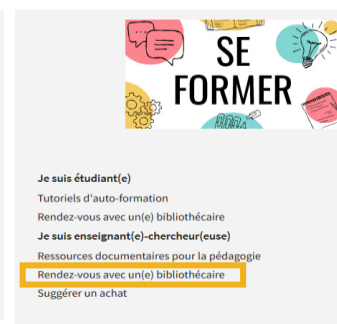 SE
FORMER
Je suis étudiant(e)
Tutoriels d'auto-formation
Rendez-vous avec un(e) bibliothécaire
Je suis enseignant(e)-chercheur(euse)
Ressources documentaires pour la pédagogie
Rendez-vous avec un(e) bibliothécaire
Suggérer un achat